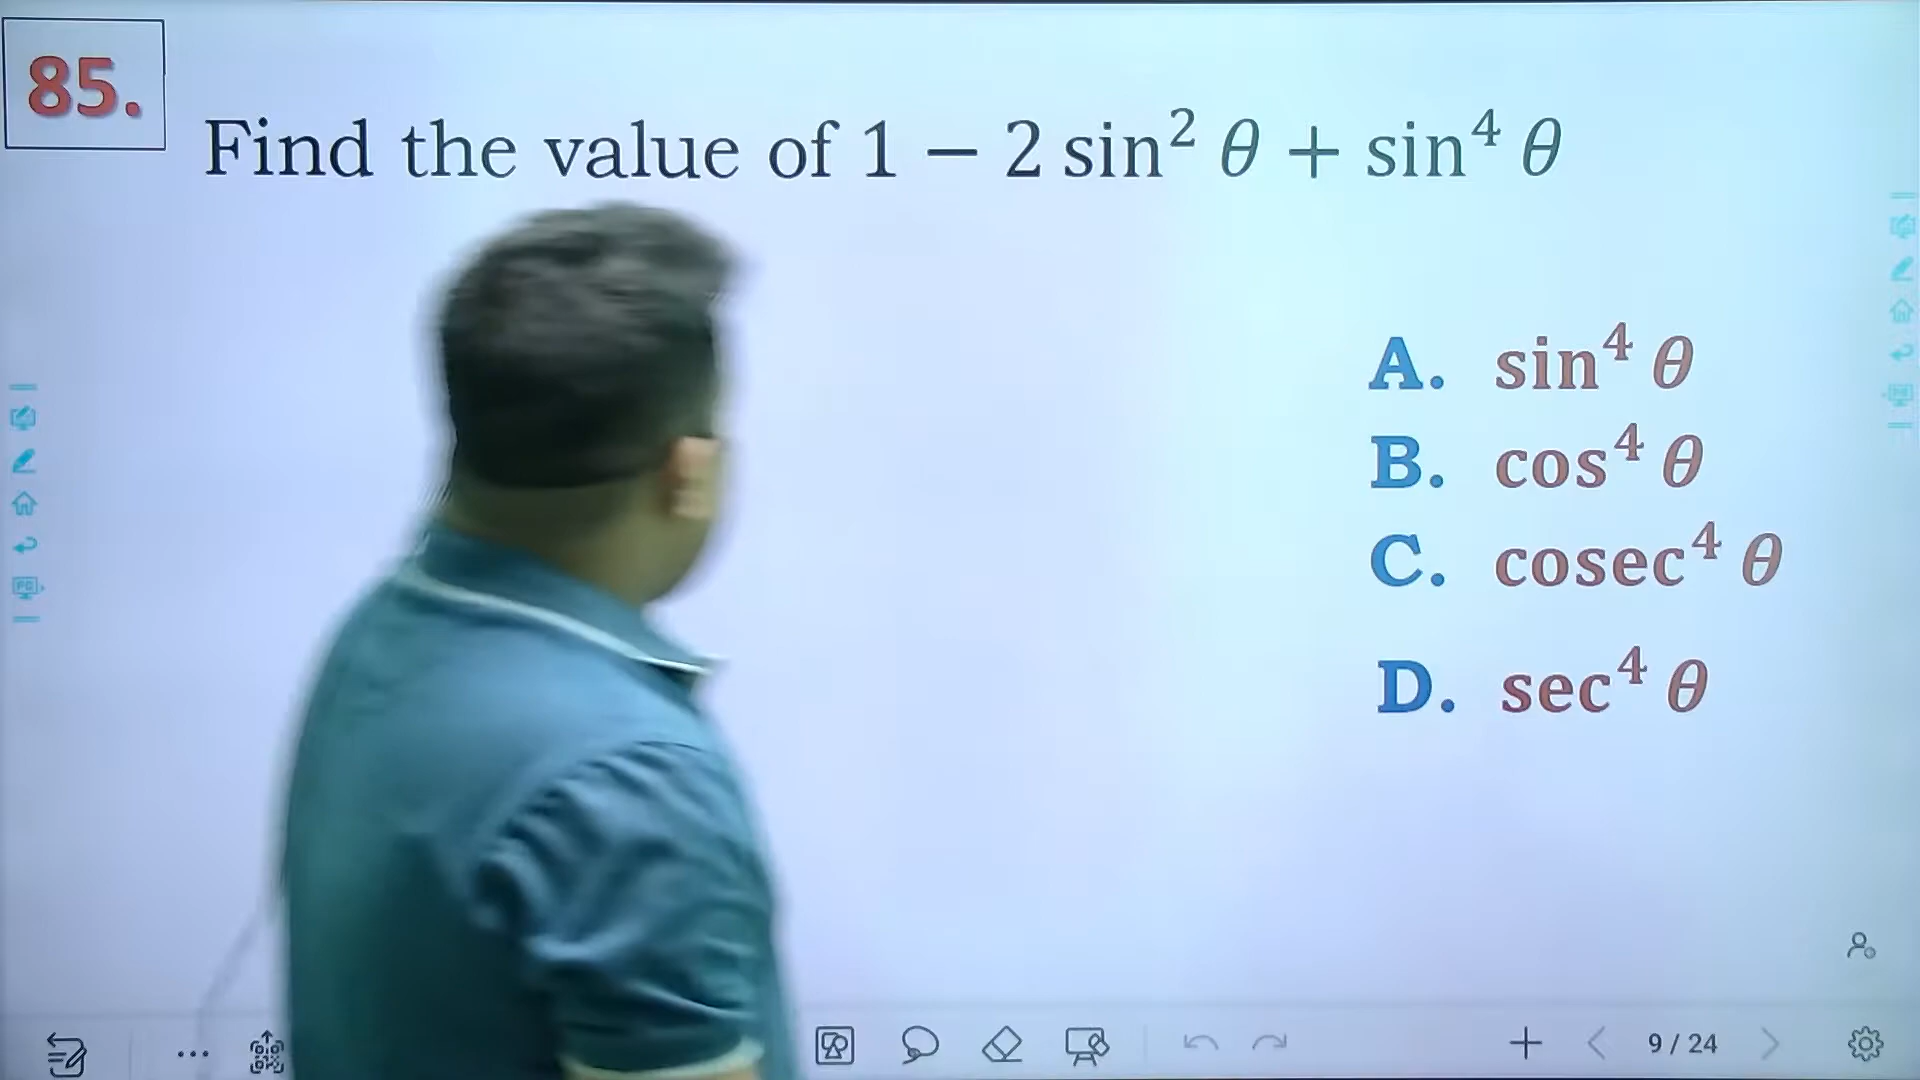 85.
Find the value of 1 − 2 sin² θ + sin⁴ θ
A. sin⁴ θ
B. cos⁴ θ
C. cosec⁴ θ
D. sec⁴ θ
9 / 24